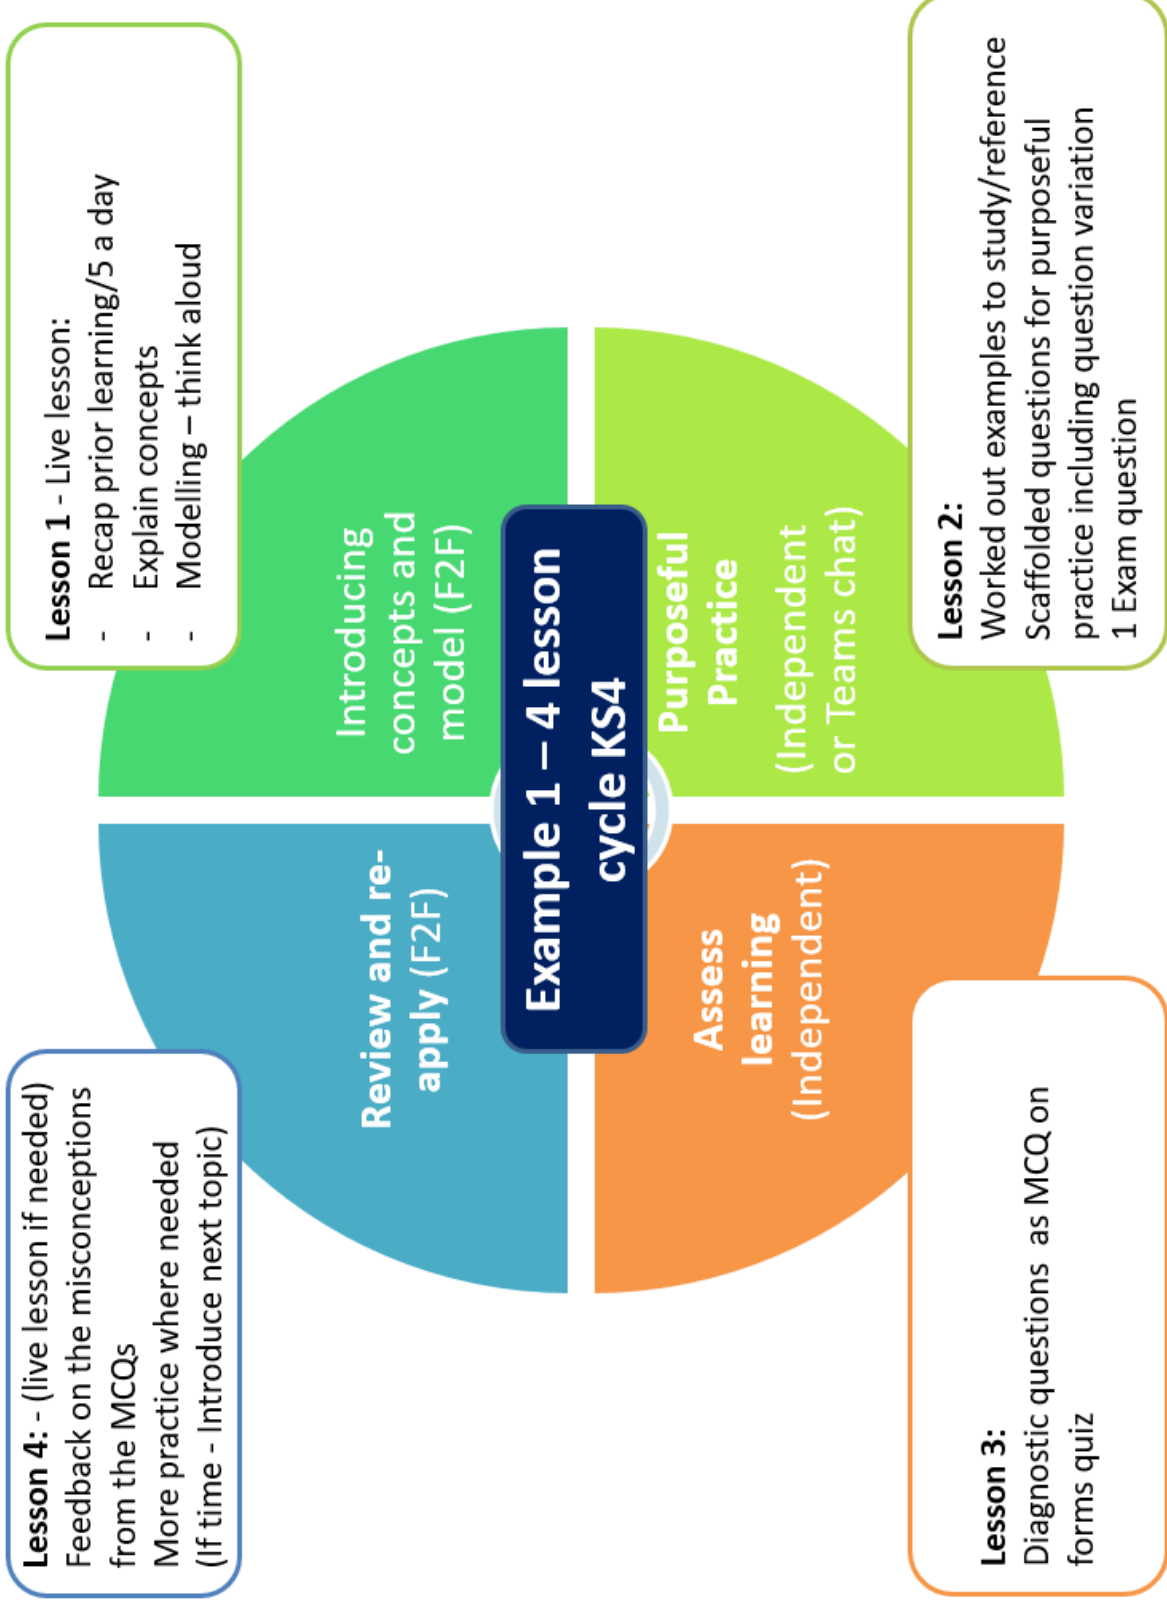 Lesson 4: - (live lesson if needed)
Feedback on the misconceptions
from the MCQs
More practice where needed
(If time - Introduce next topic)
Lesson 1 - Live lesson:
- Recap prior learning/5 a day
- Explain concepts
- Modelling – think aloud
Review and re-
apply (F2F)
Introducing
concepts and
model (F2F)
Example 1 – 4 lesson
cycle KS4
Assess
learning
(Independent)
Purposeful
Practice
(Independent
or Teams chat)
Lesson 3:
Diagnostic questions as MCQ on
forms quiz
Lesson 2:
Worked out examples to study/reference
Scaffolded questions for purposeful
practice including question variation
1 Exam question